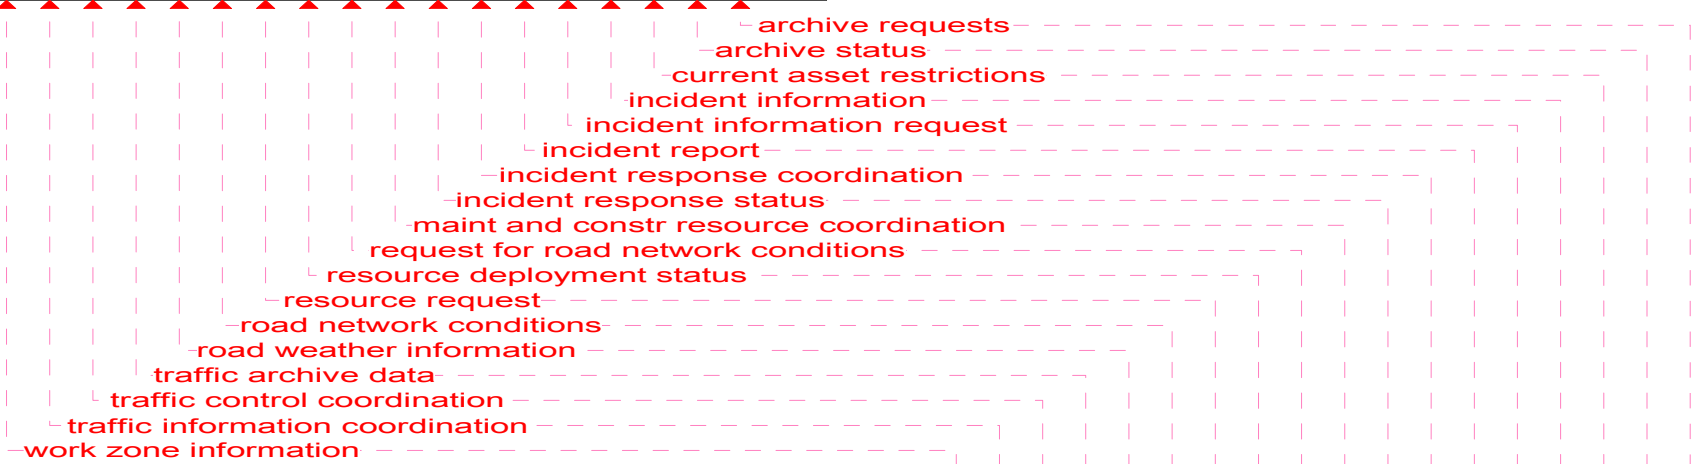 archive requests
archive status
current asset restrictions
incident information
incident information request
incident report
incident response coordination
incident response status
maint and constr resource coordination
request for road network conditions
resource deployment status
resource request
road network conditions
road weather information
traffic archive data
traffic control coordination
traffic information coordination
work zone information